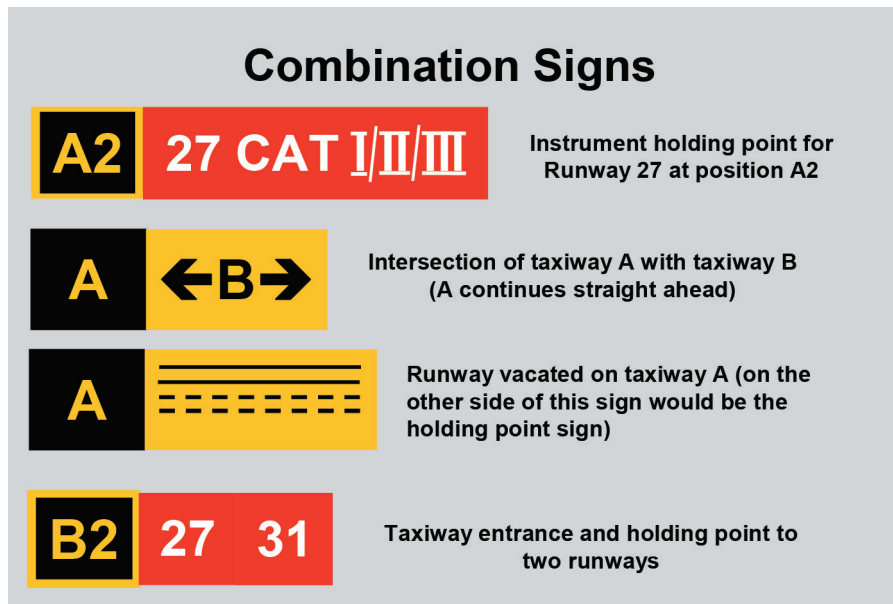 Combination Signs
A2 27 CAT I/II/III
Instrument holding point for
Runway 27 at position A2
A ←B→
Intersection of taxiway A with taxiway B
(A continues straight ahead)
A
Runway vacated on taxiway A (on the
other side of this sign would be the
holding point sign)
B2 27 31
Taxiway entrance and holding point to
two runways